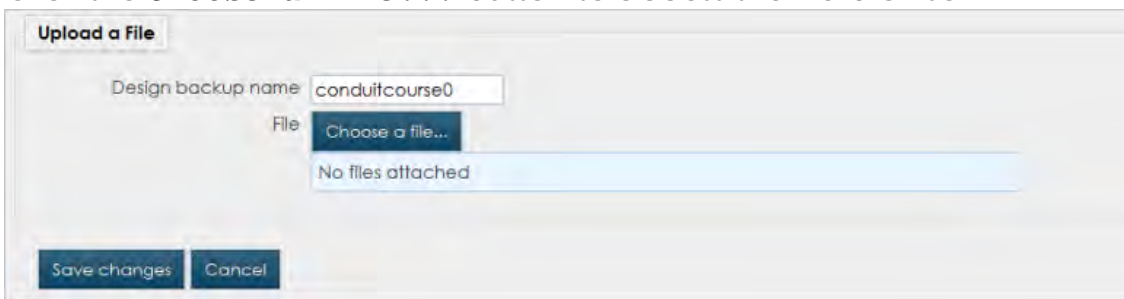 Upload a File
Design backup name conduitcourse0
File Choose a file...
No files attached
Save changes Cancel